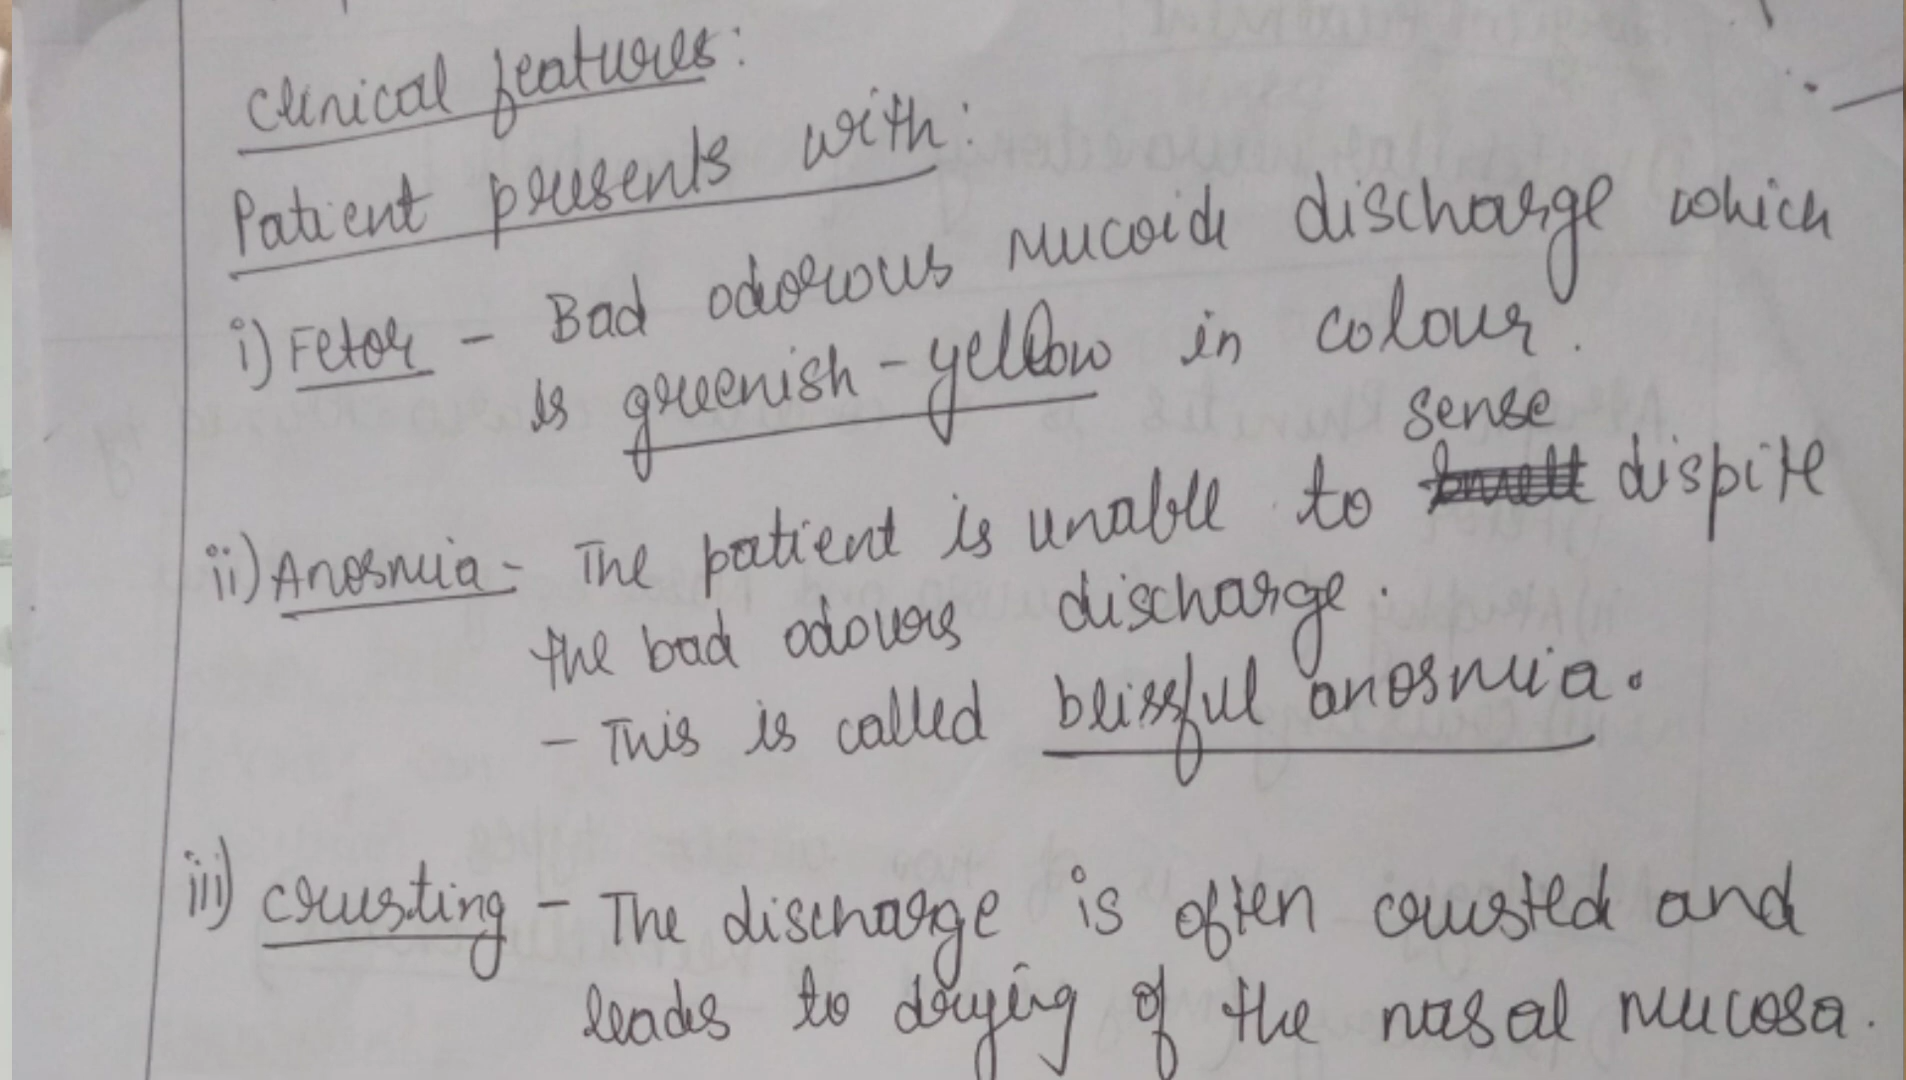 Clinical features:
Patient presents with:
i) Fetor - Bad odorous mucoid discharge which
is greenish-yellow in colour.
sense
ii) Anosmia - The patient is unable to smell dispite
the bad odours discharge.
- This is called blissful anosmia.
iii) crusting - The discharge is often crusted and
leads to drying of the nasal mucosa.